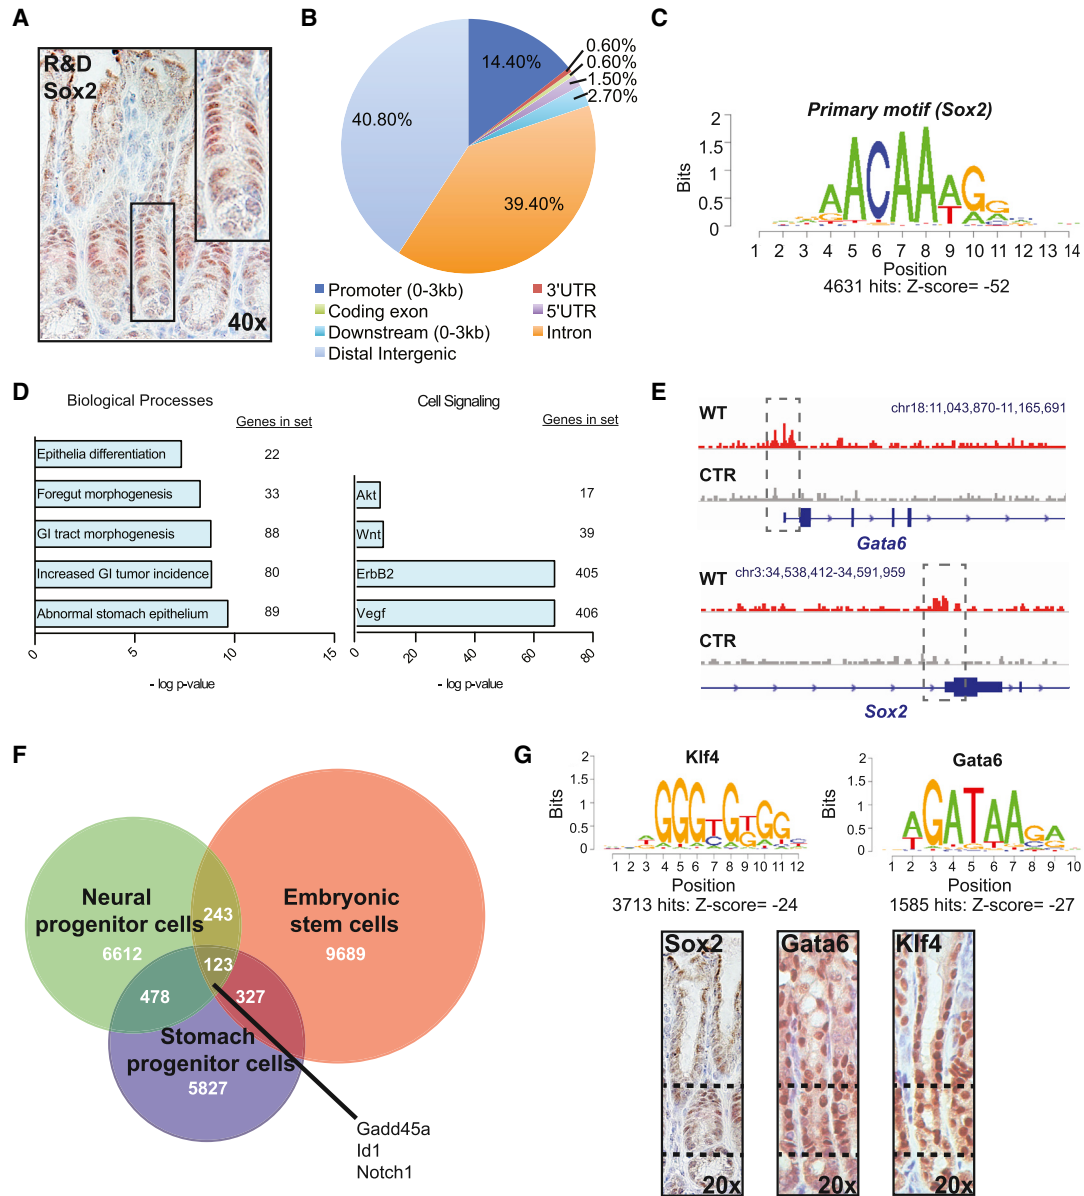 A
R&D
Sox2
40x
B
14.40%
0.60%
0.60%
1.50%
2.70%
40.80%
39.40%
Promoter (0-3kb)
3'UTR
Coding exon
5'UTR
Downstream (0-3kb)
Intron
Distal Intergenic
C
Primary motif (Sox2)
2
1.5
1
0.5
0
Bits
ACAA
A T G G
1 2 3 4 5 6 7 8 9 10 11 12 13 14
Position
4631 hits: Z-score= -52
D
Biological Processes
Genes in set
Epithelia differentiation 22
Foregut morphogenesis 33
GI tract morphogenesis 88
Increased GI tumor incidence 80
Abnormal stomach epithelium 89
0 5 10 15
- log p-value
Cell Signaling
Genes in set
Akt 17
Wnt 39
ErbB2 405
Vegf 406
0 20 40 60 80
- log p-value
E
WT
chr18:11,043,870-11,165,691
CTR
Gata6
WT
chr3:34,538,412-34,591,959
CTR
Sox2
F
Neural
progenitor cells
6612
243
Embryonic
stem cells
9689
123
478
327
Stomach
progenitor cells
5827
Gadd45a
Id1
Notch1
G
Klf4
2
1.5
1
0.5
0
Bits
GGGTGTGG
1 2 3 4 5 6 7 8 9 10 11 12
Position
3713 hits: Z-score= -24
Gata6
2
1.5
1
0.5
0
Bits
AGATAAGA
1 2 3 4 5 6 7 8 9 10
Position
1585 hits: Z-score= -27
Sox2
20x
Gata6
20x
Klf4
20x